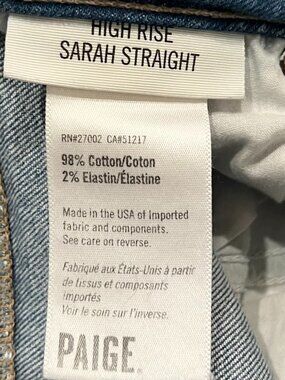 HIGH RISE
SARAH STRAIGHT
RN#27002 CA#51217
98% Cotton/Coton
2% Elastin/Élastine
Made in the USA of Imported
fabric and components.
See care on reverse.
Fabriqué aux États-Unis à partir
de tissus et composants
importés
Voir le soin sur l'inverse.
PAIGE